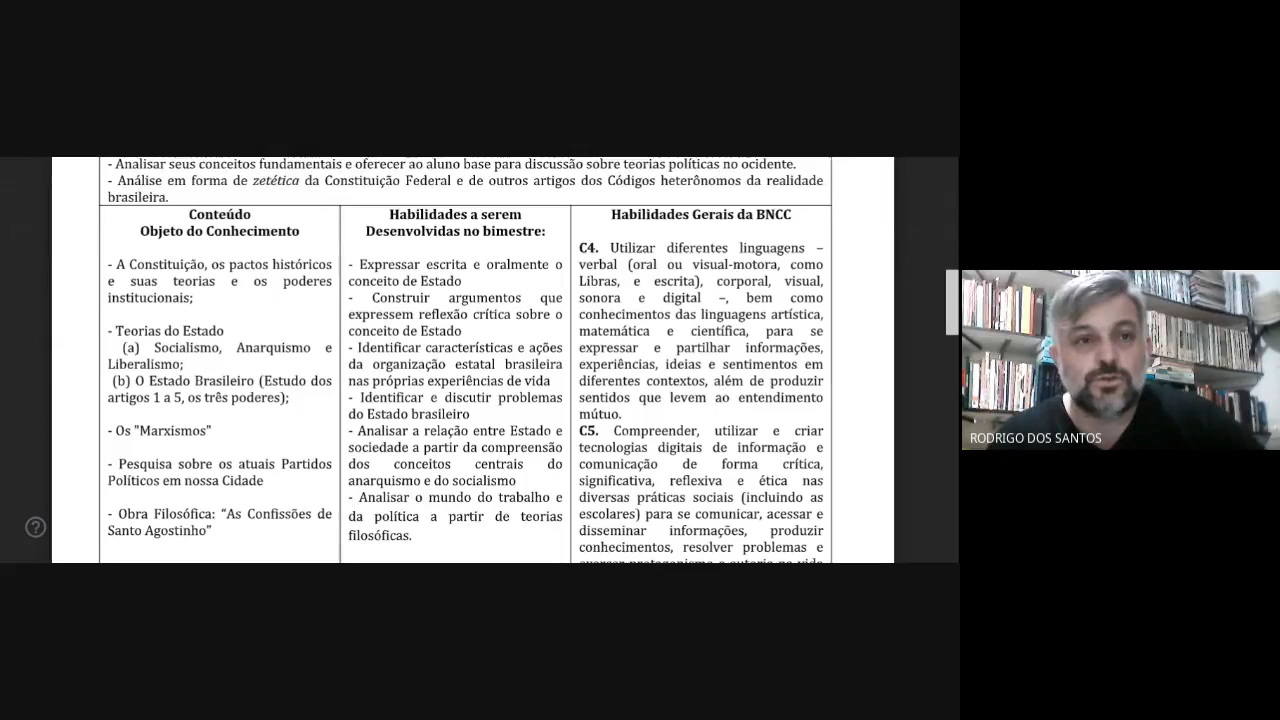 - Analisar seus conceitos fundamentais e oferecer ao aluno base para discussão sobre teorias políticas no ocidente.
- Análise em forma de zetética da Constituição Federal e de outros artigos dos Códigos heterônomos da realidade
brasileira.
Conteúdo
Objeto do Conhecimento
- A Constituição, os pactos históricos
e suas teorias e os poderes
institucionais;
- Teorias do Estado
(a) Socialismo, Anarquismo e
Liberalismo;
(b) O Estado Brasileiro (Estudo dos
artigos 1 a 5, os três poderes);
- Os "Marxismos"
- Pesquisa sobre os atuais Partidos
Políticos em nossa Cidade
- Obra Filosófica: “As Confissões de
Santo Agostinho”
Habilidades a serem
Desenvolvidas no bimestre:
- Expressar escrita e oralmente o
conceito de Estado
- Construir argumentos que
expressem reflexão crítica sobre o
conceito de Estado
- Identificar características e ações
da organização estatal brasileira
nas próprias experiências de vida
- Identificar e discutir problemas
do Estado brasileiro
- Analisar a relação entre Estado e
sociedade a partir da compreensão
dos conceitos centrais do
anarquismo e do socialismo
- Analisar o mundo do trabalho e
da política a partir de teorias
filosóficas.
Habilidades Gerais da BNCC
C4. Utilizar diferentes linguagens –
verbal (oral ou visual-motora, como
Libras, e escrita), corporal, visual,
sonora e digital –, bem como
conhecimentos das linguagens artística,
matemática e científica, para se
expressar e partilhar informações,
experiências, ideias e sentimentos em
diferentes contextos, além de produzir
sentidos que levem ao entendimento
mútuo.
C5. Compreender, utilizar e criar
tecnologias digitais de informação e
comunicação de forma crítica,
significativa, reflexiva e ética nas
diversas práticas sociais (incluindo as
escolares) para se comunicar, acessar e
disseminar informações, produzir
conhecimentos, resolver problemas e
RODRIGO DOS SANTOS